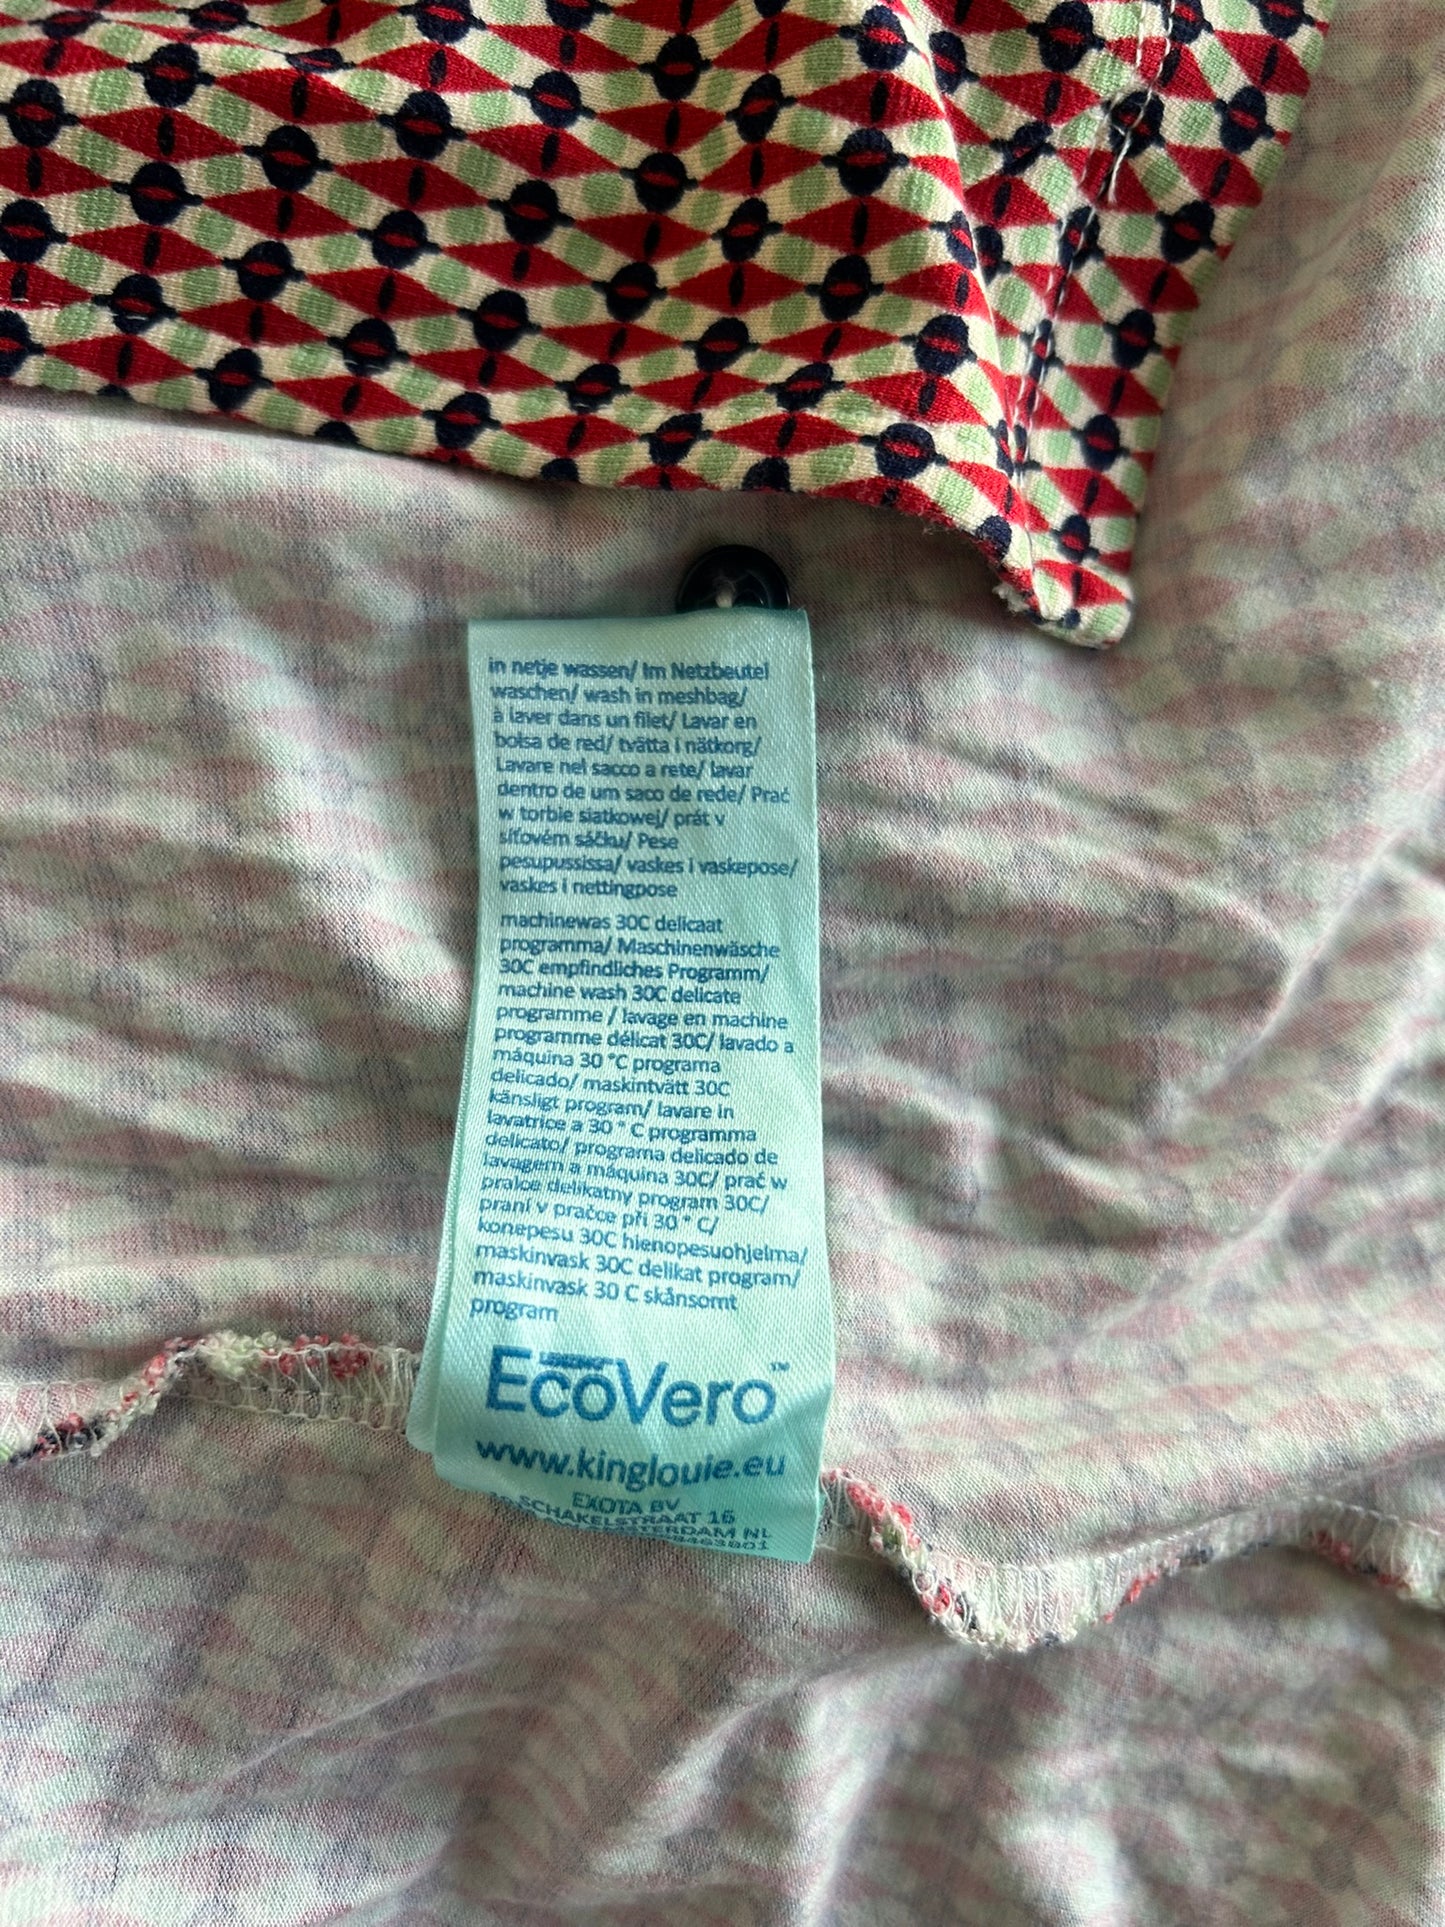 in netje wassen/ Im Netzbeutel
waschen/ wash in meshbag/
à laver dans un filet/ Lavar en
bolsa de red/ tvätta i nätkorg/
Lavare nel sacco a rete/ lavar
dentro de um saco de rede/ Prać
w torbie siatkowej/ prát v
síťovém sáčku/ Pese
pesupussissa/ vaskes i vaskepose/
vaskes i nettingpose
machinewas 30C delicaat
programma/ Maschinenwäsche
30C empfindliches Programm/
machine wash 30C delicate
programme / lavage en machine
programme délicat 30C/ lavado a
máquina 30 °C programa
delicado/ maskintvätt 30C
känsligt program/ lavare in
lavatrice a 30 ° C programma
delicato/ programa delicado de
lavagem a máquina 30C/ prać w
pralce delikatny program 30C/
praní v pračce při 30 ° C/
konepesu 30C hienopesuohjelma/
maskinvask 30C delikat program/
maskinvask 30 C skånsomt
program
EcoVero™
www.kinglouie.eu
EXOTA BV
SCHAKELSTRAAT 16
NL